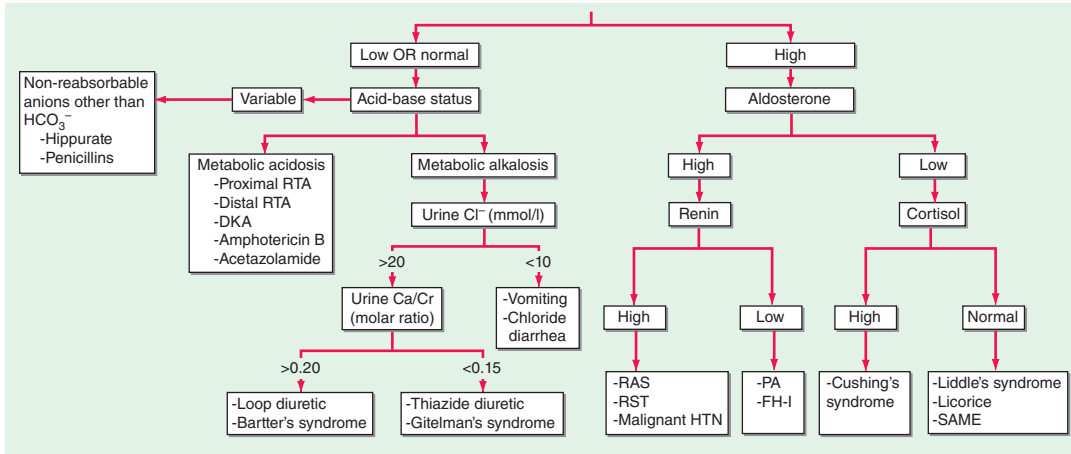 Low OR normal
High
Non-reabsorbable
anions other than
HCO₃⁻
-Hippurate
-Penicillins
Variable
Acid-base status
Aldosterone
Metabolic acidosis
-Proximal RTA
-Distal RTA
-DKA
-Amphotericin B
-Acetazolamide
Metabolic alkalosis
High
Low
Urine Cl⁻ (mmol/l)
Renin
Cortisol
>20
<10
Urine Ca/Cr
(molar ratio)
-Vomiting
-Chloride
diarrhea
High
Low
High
Normal
>0.20
<0.15
-Loop diuretic
-Bartter's syndrome
-Thiazide diuretic
-Gitelman's syndrome
-RAS
-RST
-Malignant HTN
-PA
-FH-I
-Cushing's
syndrome
-Liddle's syndrome
-Licorice
-SAME